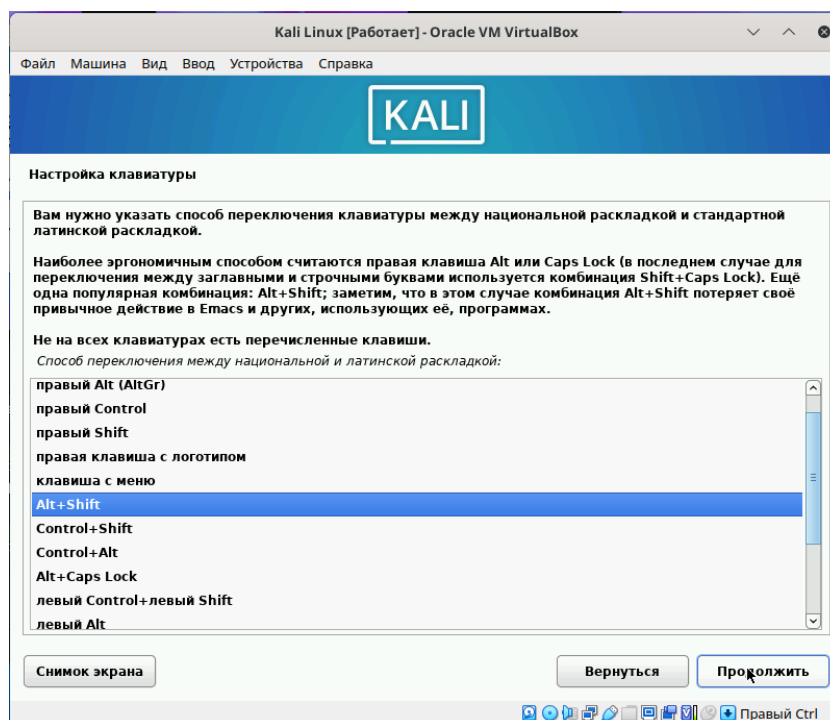 Kali Linux [Работает] - Oracle VM VirtualBox
Файл Машина Вид Ввод Устройства Справка
KALI
Настройка клавиатуры
Вам нужно указать способ переключения клавиатуры между национальной раскладкой и стандартной
латинской раскладкой.
Наиболее эргономичным способом считаются правая клавиша Alt или Caps Lock (в последнем случае для
переключения между заглавными и строчными буквами используется комбинация Shift+Caps Lock). Ещё
одна популярная комбинация: Alt+Shift; заметим, что в этом случае комбинация Alt+Shift потеряет своё
привычное действие в Emacs и других, использующих её, программах.
Не на всех клавиатурах есть перечисленные клавиши.
Способ переключения между национальной и латинской раскладкой:
правый Alt (AltGr)
правый Control
правый Shift
правая клавиша с логотипом
клавиша с меню
Alt+Shift
Control+Shift
Control+Alt
Alt+Caps Lock
левый Control+левый Shift
левый Alt
Снимок экрана Вернуться Продолжить
Правый Ctrl